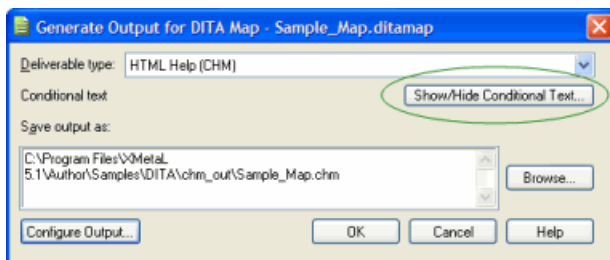 Generate Output for DITA Map - Sample_Map.ditamap
Deliverable type: HTML Help (CHM)
Conditional text Show/Hide Conditional Text...
Save output as:
C:\Program Files\XMetaL
5.1\Author\Samples\DITA\chm_out\Sample_Map.chm
Browse...
Configure Output... OK Cancel Help